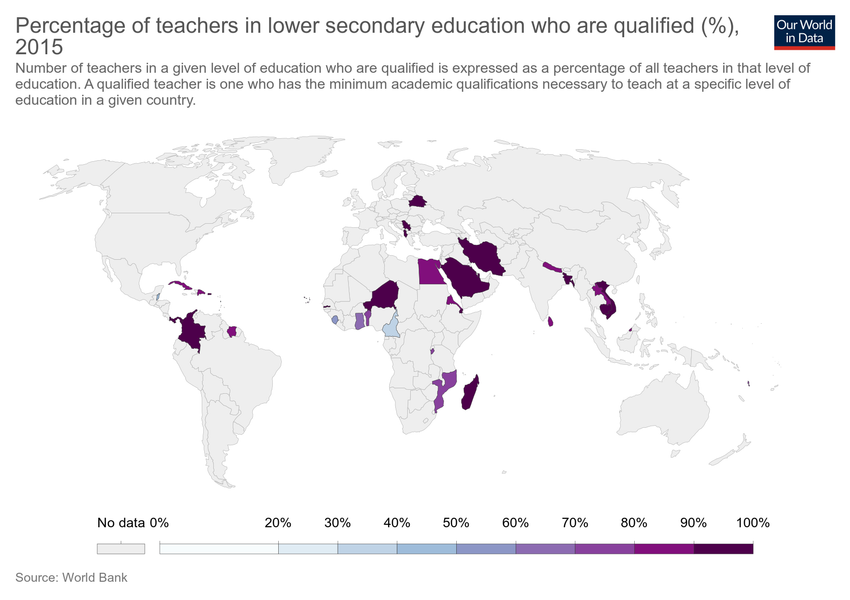 Percentage of teachers in lower secondary education who are qualified (%),
2015
Our World
in Data
Number of teachers in a given level of education who are qualified is expressed as a percentage of all teachers in that level of
education. A qualified teacher is one who has the minimum academic qualifications necessary to teach at a specific level of
education in a given country.
No data 0% 20% 30% 40% 50% 60% 70% 80% 90% 100%
Source: World Bank